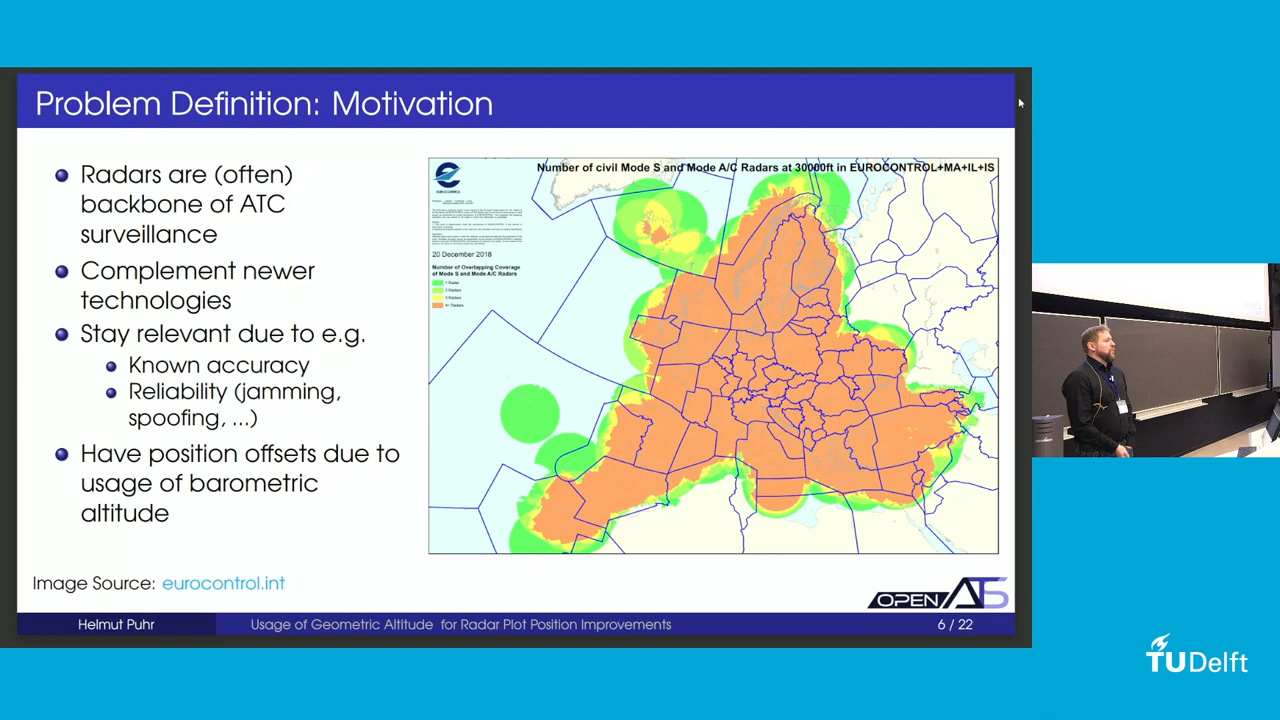 Problem Definition: Motivation
Radars are (often)
backbone of ATC
surveillance
Complement newer
technologies
Stay relevant due to e.g.
Known accuracy
Reliability (jamming,
spoofing, ...)
Have position offsets due to
usage of barometric
altitude
Number of civil Mode S and Mode A/C Radars at 30000ft in EUROCONTROL+MA+IL+IS
EUROCONTROL
20 December 2018
Number of Overlapping Coverage
of Mode S and Mode A/C Radars
1 Radar
2 Radars
3 Radars
4+ Radars
Image Source: eurocontrol.int
OPEN ATS
Helmut Puhr
Usage of Geometric Altitude for Radar Plot Position Improvements
6 / 22
TU Delft